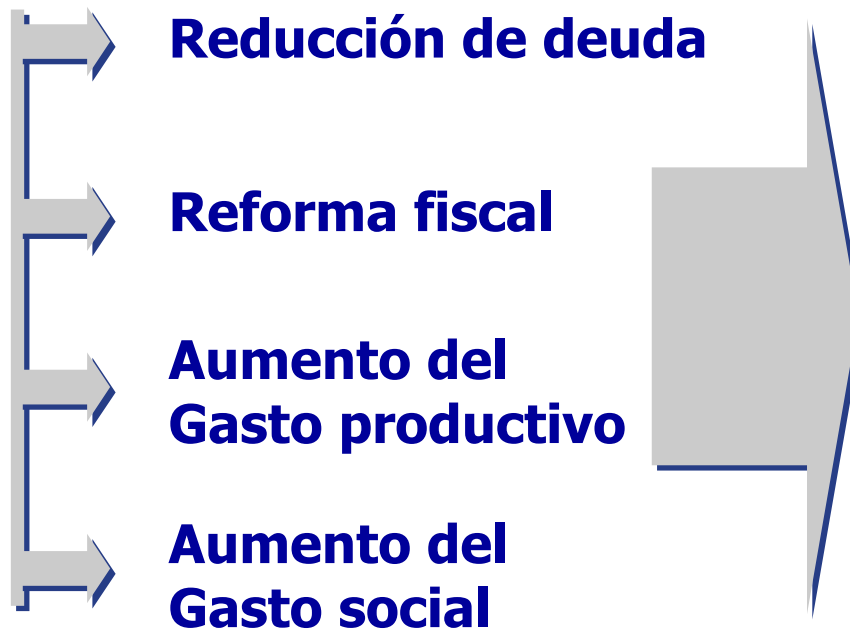 Reducción de deuda
Reforma fiscal
Aumento del
Gasto productivo
Aumento del
Gasto social